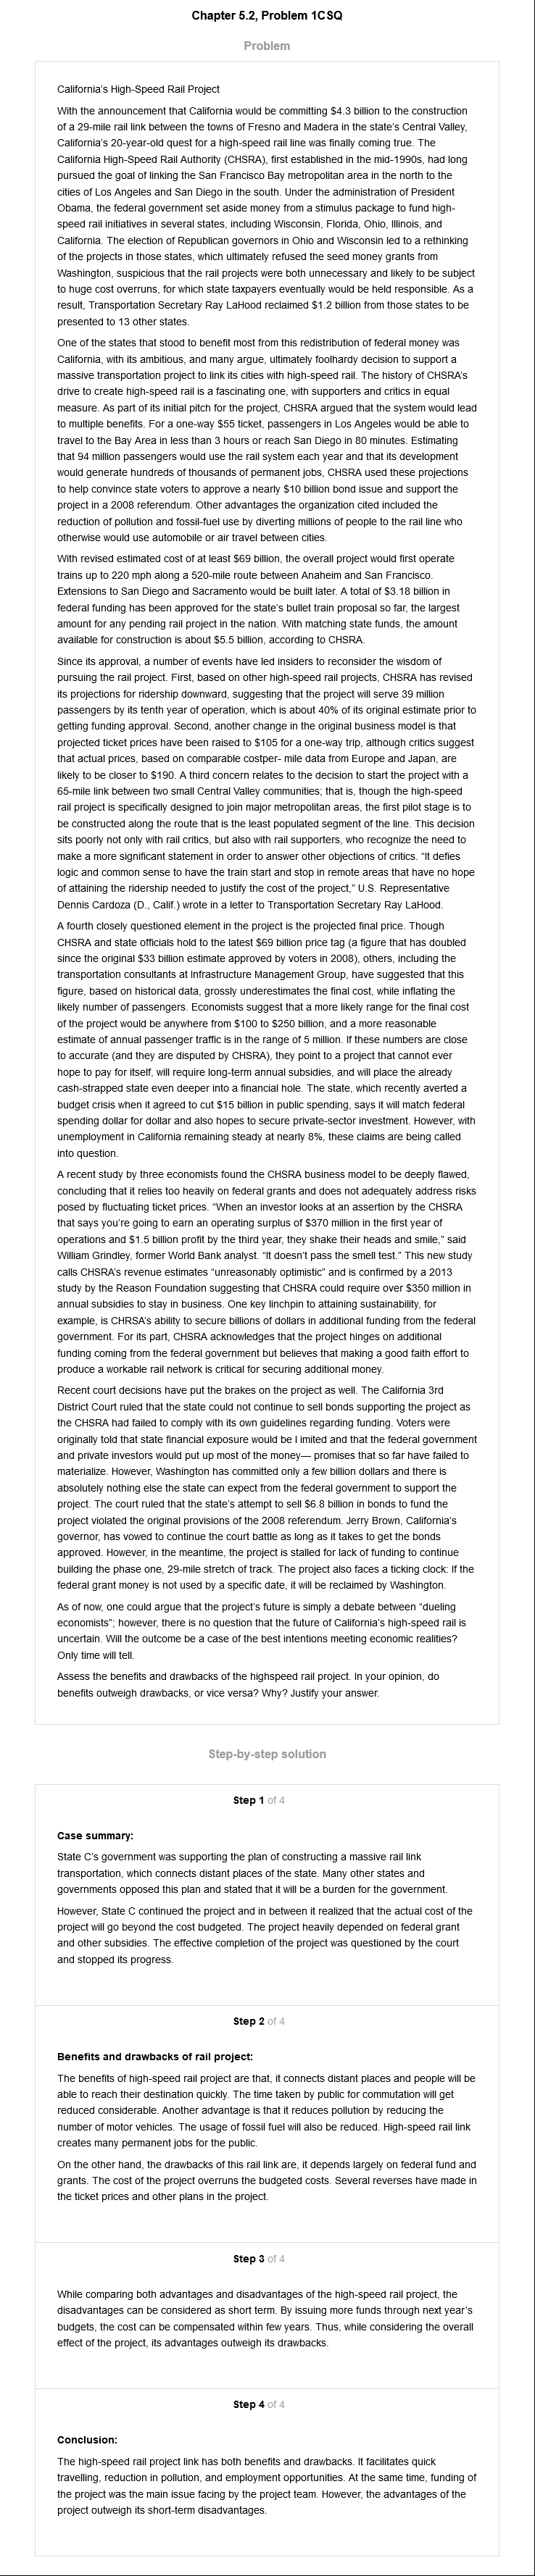 Chapter 5.2, Problem 1CSQ
Problem
California's High-Speed Rail Project
With the announcement that California would be committing $4.3 billion to the construction
of a 29-mile rail link between the towns of Fresno and Madera in the state's Central Valley,
California's 20-year-old quest for a high-speed rail line was finally coming true. The
California High-Speed Rail Authority (CHSRA), first established in the mid-1990s, had long
pursued the goal of linking the San Francisco Bay metropolitan area in the north to the
cities of Los Angeles and San Diego in the south. Under the administration of President
Obama, the federal government set aside money from a stimulus package to fund high-
speed rail initiatives in several states, including Wisconsin, Florida, Ohio, Illinois, and
California. The election of Republican governors in Ohio and Wisconsin led to a rethinking
of the projects in those states, which ultimately refused the seed money grants from
Washington, suspicious that the rail projects were both unnecessary and likely to be subject
to huge cost overruns, for which state taxpayers eventually would be held responsible. As a
result, Transportation Secretary Ray LaHood reclaimed $1.2 billion from those states to be
presented to 13 other states.
One of the states that stood to benefit most from this redistribution of federal money was
California, with its ambitious, and many argue, ultimately foolhardy decision to support a
massive transportation project to link its cities with high-speed rail. The history of CHSRA's
drive to create high-speed rail is a fascinating one, with supporters and critics in equal
measure. As part of its initial pitch for the project, CHSRA argued that the system would lead
to multiple benefits. For a one-way $55 ticket, passengers in Los Angeles would be able to
travel to the Bay Area in less than 3 hours or reach San Diego in 80 minutes. Estimating
that 94 million passengers would use the rail system each year and that its development
would generate hundreds of thousands of permanent jobs, CHSRA used these projections
to help convince state voters to approve a nearly $10 billion bond issue and support the
project in a 2008 referendum. Other advantages the organization cited included the
reduction of pollution and fossil-fuel use by diverting millions of people to the rail line who
otherwise would use automobile or air travel between cities.
With revised estimated cost of at least $69 billion, the overall project would first operate
trains up to 220 mph along a 520-mile route between Anaheim and San Francisco.
Extensions to San Diego and Sacramento would be built later. A total of $3.18 billion in
federal funding has been approved for the state's bullet train proposal so far, the largest
amount for any pending rail project in the nation. With matching state funds, the amount
available for construction is about $5.5 billion, according to CHSRA.
Since its approval, a number of events have led insiders to reconsider the wisdom of
pursuing the rail project. First, based on other high-speed rail projects, CHSRA has revised
its projections for ridership downward, suggesting that the project will serve 39 million
passengers by its tenth year of operation, which is about 40% of its original estimate prior to
getting funding approval. Second, another change in the original business model is that
projected ticket prices have been raised to $105 for a one-way trip, although critics suggest
that actual prices, based on comparable costper- mile data from Europe and Japan, are
likely to be closer to $190. A third concern relates to the decision to start the project with a
65-mile link between two small Central Valley communities; that is, though the high-speed
rail project is specifically designed to join major metropolitan areas, the first pilot stage is to
be constructed along the route that is the least populated segment of the line. This decision
sits poorly not only with rail critics, but also with rail supporters, who recognize the need to
make a more significant statement in order to answer other objections of critics. "It defies
logic and common sense to have the train start and stop in remote areas that have no hope
of attaining the ridership needed to justify the cost of the project," U.S. Representative
Dennis Cardoza (D., Calif.) wrote in a letter to Transportation Secretary Ray LaHood.
A fourth closely questioned element in the project is the projected final price. Though
CHSRA and state officials hold to the latest $69 billion price tag (a figure that has doubled
since the original $33 billion estimate approved by voters in 2008), others, including the
transportation consultants at Infrastructure Management Group, have suggested that this
figure, based on historical data, grossly underestimates the final cost, while inflating the
likely number of passengers. Economists suggest that a more likely range for the final cost
of the project would be anywhere from $100 to $250 billion, and a more reasonable
estimate of annual passenger traffic is in the range of 5 million. If these numbers are close
to accurate (and they are disputed by CHSRA), they point to a project that cannot ever
hope to pay for itself, will require long-term annual subsidies, and will place the already
cash-strapped state even deeper into a financial hole. The state, which recently averted a
budget crisis when it agreed to cut $15 billion in public spending, says it will match federal
spending dollar for dollar and also hopes to secure private-sector investment. However, with
unemployment in California remaining steady at nearly 8%, these claims are being called
into question.
A recent study by three economists found the CHSRA business model to be deeply flawed,
concluding that it relies too heavily on federal grants and does not adequately address risks
posed by fluctuating ticket prices. "When an investor looks at an assertion by the CHSRA
that says you're going to earn an operating surplus of $370 million in the first year of
operations and $1.5 billion profit by the third year, they shake their heads and smile," said
William Grindley, former World Bank analyst. "It doesn't pass the smell test." This new study
calls CHSRA's revenue estimates "unreasonably optimistic" and is confirmed by a 2013
study by the Reason Foundation suggesting that CHSRA could require over $350 million in
annual subsidies to stay in business. One key linchpin to attaining sustainability, for
example, is CHRSA's ability to secure billions of dollars in additional funding from the federal
government. For its part, CHSRA acknowledges that the project hinges on additional
funding coming from the federal government but believes that making a good faith effort to
produce a workable rail network is critical for securing additional money.
Recent court decisions have put the brakes on the project as well. The California 3rd
District Court ruled that the state could not continue to sell bonds supporting the project as
the CHSRA had failed to comply with its own guidelines regarding funding. Voters were
originally told that state financial exposure would be l imited and that the federal government
and private investors would put up most of the money— promises that so far have failed to
materialize. However, Washington has committed only a few billion dollars and there is
absolutely nothing else the state can expect from the federal government to support the
project. The court ruled that the state's attempt to sell $6.8 billion in bonds to fund the
project violated the original provisions of the 2008 referendum. Jerry Brown, California's
governor, has vowed to continue the court battle as long as it takes to get the bonds
approved. However, in the meantime, the project is stalled for lack of funding to continue
building the phase one, 29-mile stretch of track. The project also faces a ticking clock: If the
federal grant money is not used by a specific date, it will be reclaimed by Washington.
As of now, one could argue that the project's future is simply a debate between "dueling
economists"; however, there is no question that the future of California's high-speed rail is
uncertain. Will the outcome be a case of the best intentions meeting economic realities?
Only time will tell.
Assess the benefits and drawbacks of the highspeed rail project. In your opinion, do
benefits outweigh drawbacks, or vice versa? Why? Justify your answer.
Step-by-step solution
Step 1 of 4
Case summary:
State C's government was supporting the plan of constructing a massive rail link
transportation, which connects distant places of the state. Many other states and
governments opposed this plan and stated that it will be a burden for the government.
However, State C continued the project and in between it realized that the actual cost of the
project will go beyond the cost budgeted. The project heavily depended on federal grant
and other subsidies. The effective completion of the project was questioned by the court
and stopped its progress.
Step 2 of 4
Benefits and drawbacks of rail project:
The benefits of high-speed rail project are that, it connects distant places and people will be
able to reach their destination quickly. The time taken by public for commutation will get
reduced considerable. Another advantage is that it reduces pollution by reducing the
number of motor vehicles. The usage of fossil fuel will also be reduced. High-speed rail link
creates many permanent jobs for the public.
On the other hand, the drawbacks of this rail link are, it depends largely on federal fund and
grants. The cost of the project overruns the budgeted costs. Several reverses have made in
the ticket prices and other plans in the project.
Step 3 of 4
While comparing both advantages and disadvantages of the high-speed rail project, the
disadvantages can be considered as short term. By issuing more funds through next year's
budgets, the cost can be compensated within few years. Thus, while considering the overall
effect of the project, its advantages outweigh its drawbacks.
Step 4 of 4
Conclusion:
The high-speed rail project link has both benefits and drawbacks. It facilitates quick
travelling, reduction in pollution, and employment opportunities. At the same time, funding of
the project was the main issue facing by the project team. However, the advantages of the
project outweigh its short-term disadvantages.